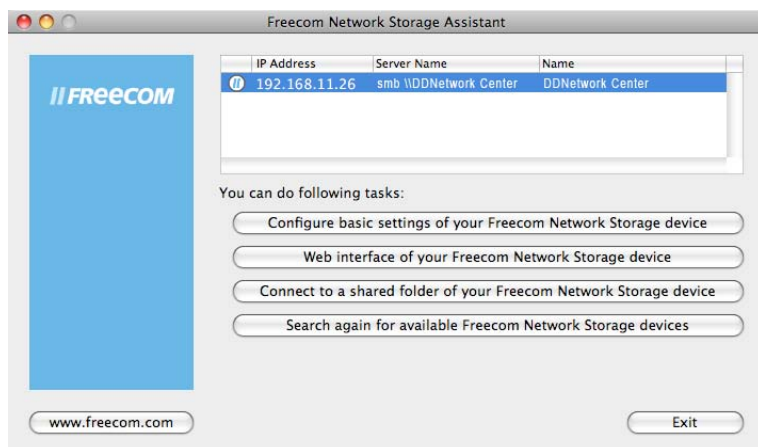 Freecom Network Storage Assistant
FREECOM
IP Address Server Name Name
192.168.11.26 smb \\DDNetwork Center DDNetwork Center
You can do following tasks:
Configure basic settings of your Freecom Network Storage device
Web interface of your Freecom Network Storage device
Connect to a shared folder of your Freecom Network Storage device
Search again for available Freecom Network Storage devices
www.freecom.com Exit